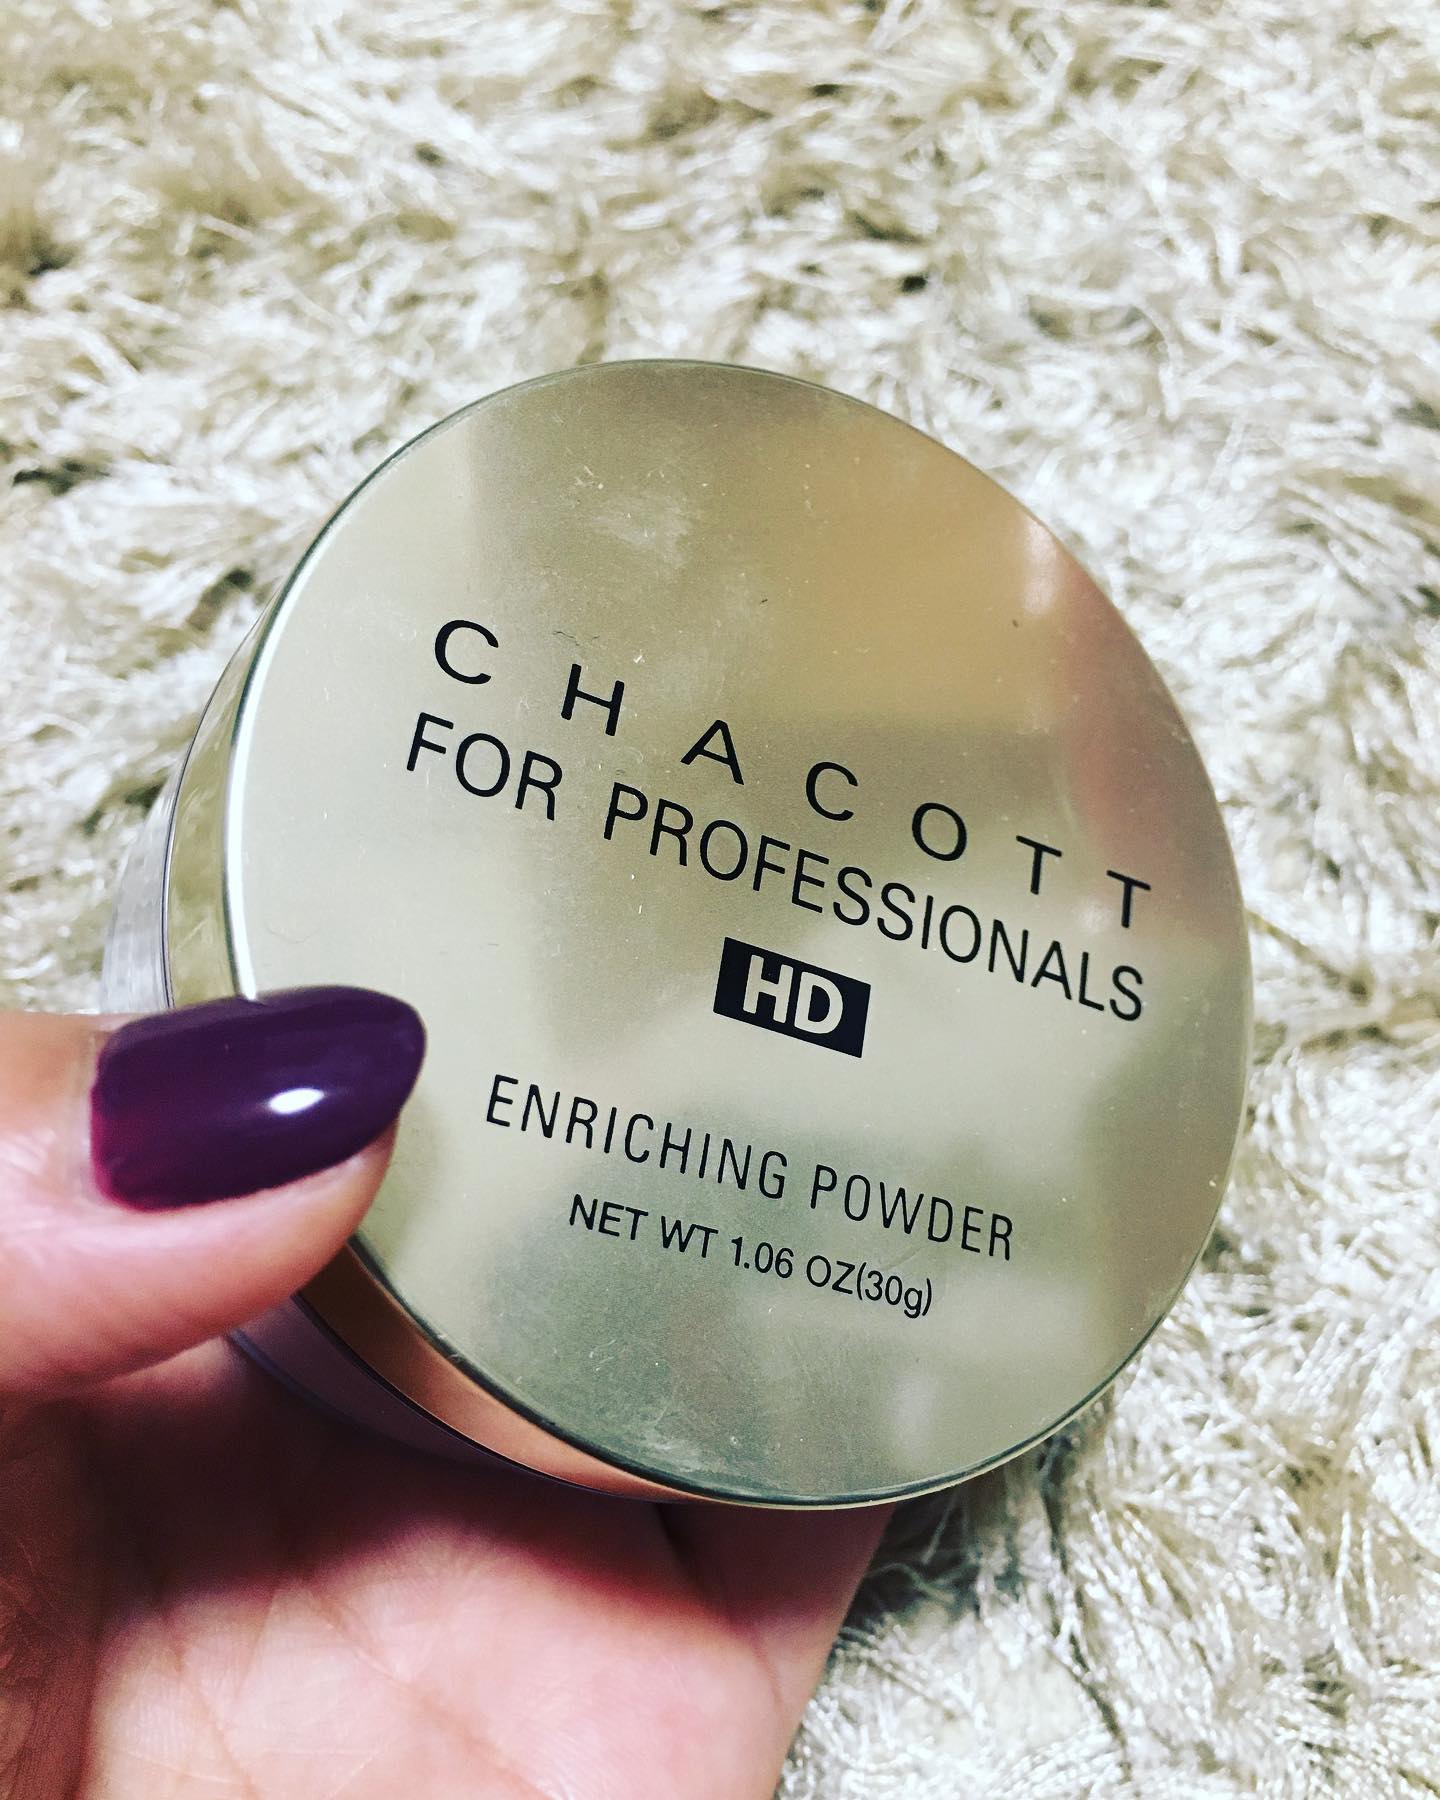 CHACOTT
FOR PROFESSIONALS
HD
ENRICHING POWDER
NET WT 1.06 OZ(30g)